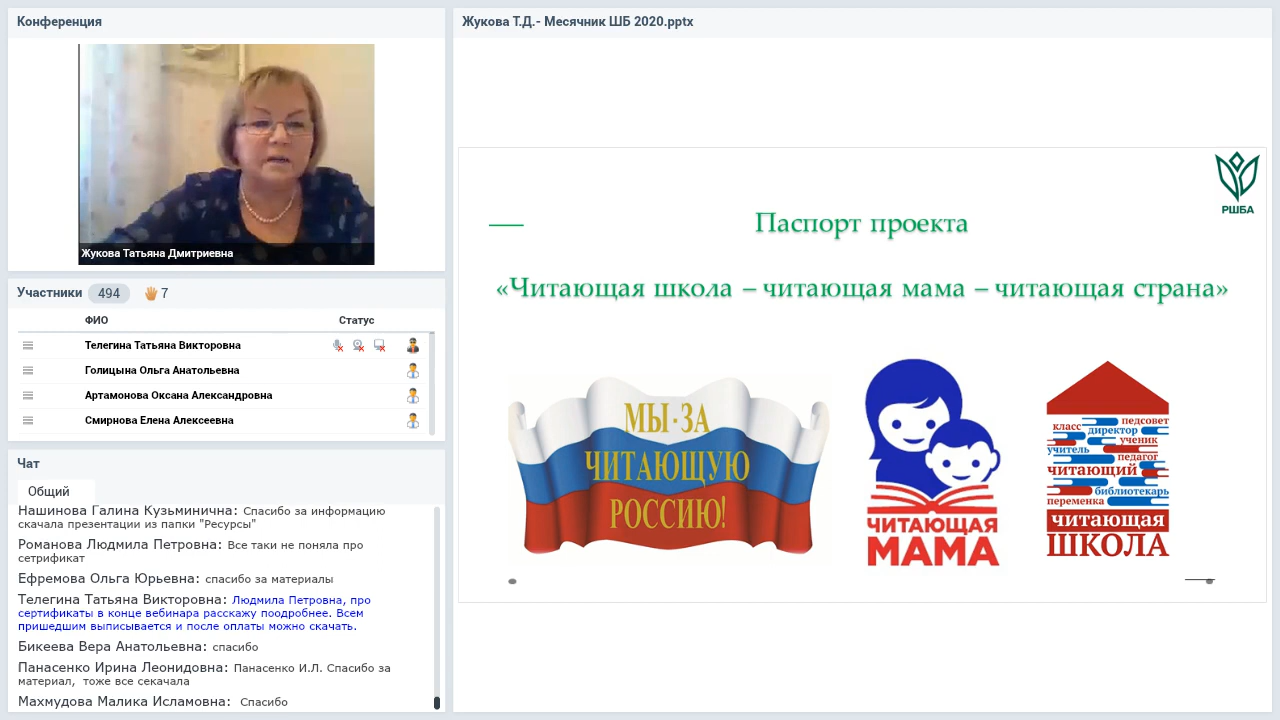 Конференция
Жукова Татьяна Дмитриевна
Участники 494 7
ФИО Статус
Телегина Татьяна Викторовна
Голицына Ольга Анатольевна
Артамонова Оксана Александровна
Смирнова Елена Алексеевна
Чат
Общий
Нашинова Галина Кузьминична: Спасибо за информацию
скачала презентации из папки "Ресурсы"
Романова Людмила Петровна: Все таки не поняла про
сетрификат
Ефремова Ольга Юрьевна: спасибо за материалы
Телегина Татьяна Викторовна: Людмила Петровна, про
сертификаты в конце вебинара расскажу поодробнее. Всем
пришедшим выписывается и после оплаты можно скачать.
Бикеева Вера Анатольевна: спасибо
Панасенко Ирина Леонидовна: Панасенко И.Л. Спасибо за
материал, тоже все секачала
Махмудова Малика Исламовна: Спасибо
Жукова Т.Д.- Месячник ШБ 2020.pptx
РШБА
Паспорт проекта
«Читающая школа – читающая мама – читающая страна»
МЫ-ЗА
ЧИТАЮЩУЮ
РОССИЮ!
ЧИТАЮЩАЯ
МАМА
педсовет
класс
директор
ученик
учитель
педагог
читающий
библиотекарь
переменка
читающая
ШКОЛА